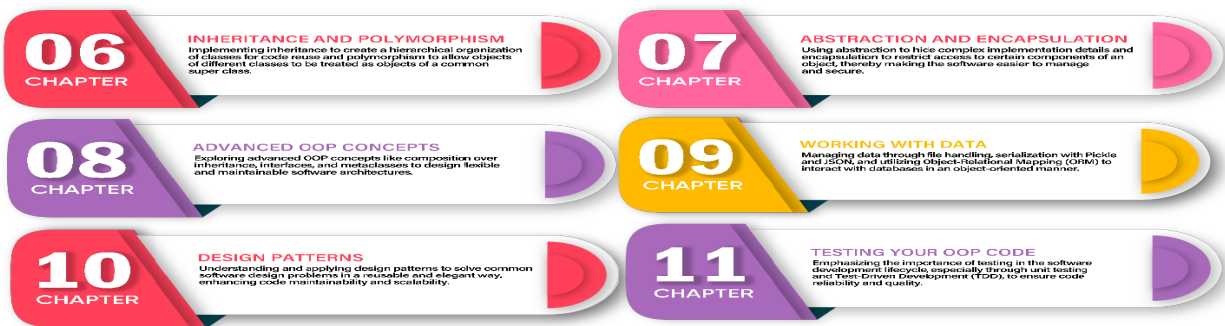 06
CHAPTER
INHERITANCE AND POLYMORPHISM
Implementing inheritance to create a hierarchical organization
of classes for code reuse and polymorphism to allow objects
of different classes to be treated as objects of a common
super class.
07
CHAPTER
ABSTRACTION AND ENCAPSULATION
Using abstraction to hide complex implementation details and
encapsulation to restrict access to certain components of an
object, thereby making the software easier to manage
and secure.
08
CHAPTER
ADVANCED OOP CONCEPTS
Exploring advanced OOP concepts like composition over
inheritance, interfaces, and metaclasses to design flexible
and maintainable software architectures.
09
CHAPTER
WORKING WITH DATA
Managing data through file handling, serialization with Pickle
and JSON, and utilizing Object-Relational Mapping (ORM) to
interact with databases in an object-oriented manner.
10
CHAPTER
DESIGN PATTERNS
Understanding and applying design patterns to solve common
software design problems in a reusable and elegant way,
enhancing code maintainability and scalability.
11
CHAPTER
TESTING YOUR OOP CODE
Emphasizing the importance of testing in the software
development lifecycle, especially through unit testing
and Test-Driven Development (TDD), to ensure code
reliability and quality.